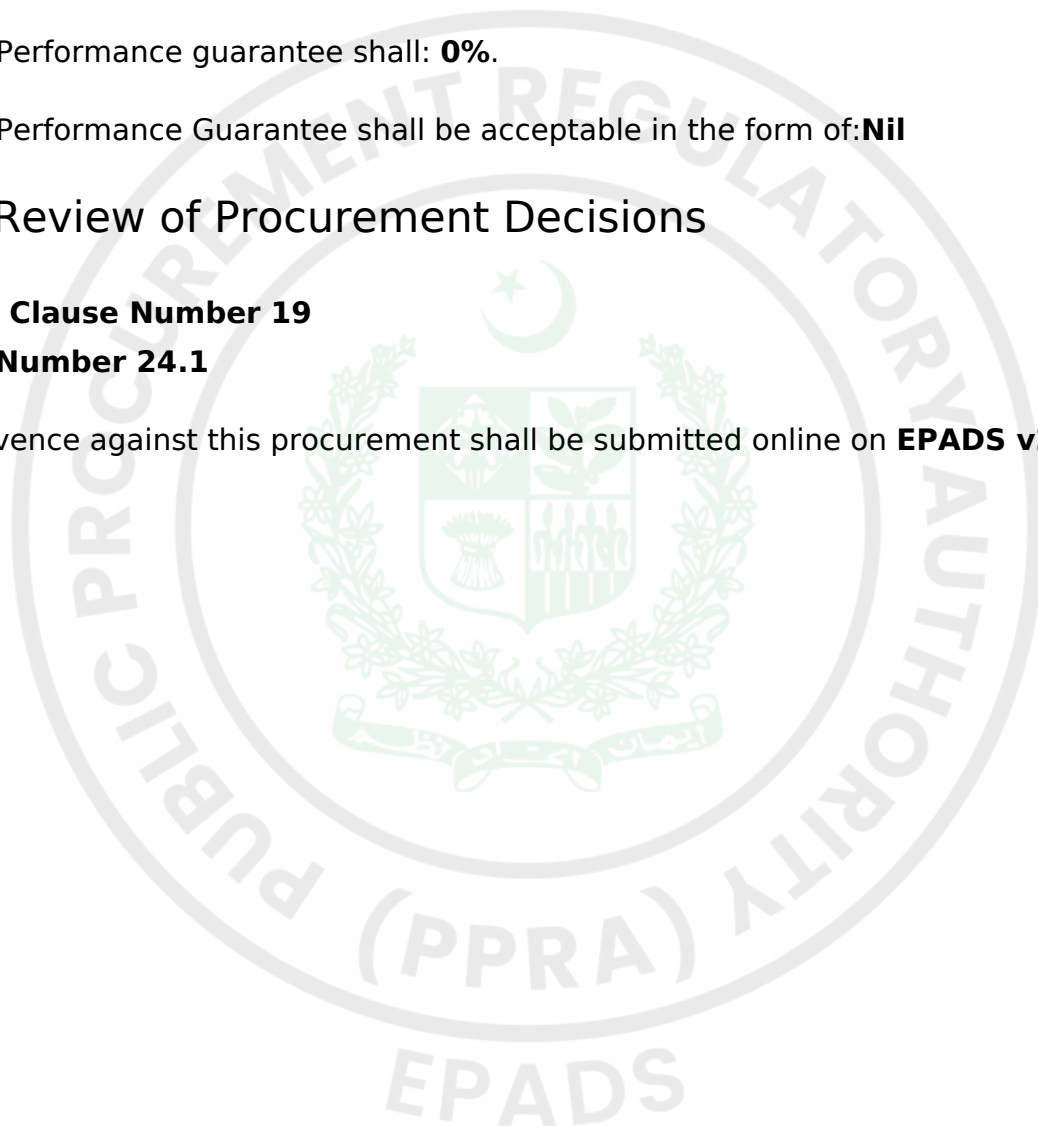 Performance guarantee shall: 0%.
Performance Guarantee shall be acceptable in the form of:Nil
Review of Procurement Decisions
Clause Number 19
Number 24.1
vence against this procurement shall be submitted online on EPADS
PUBLIC PROCUREMENT REGULATORY AUTHORITY
(PPRA)
EPADS